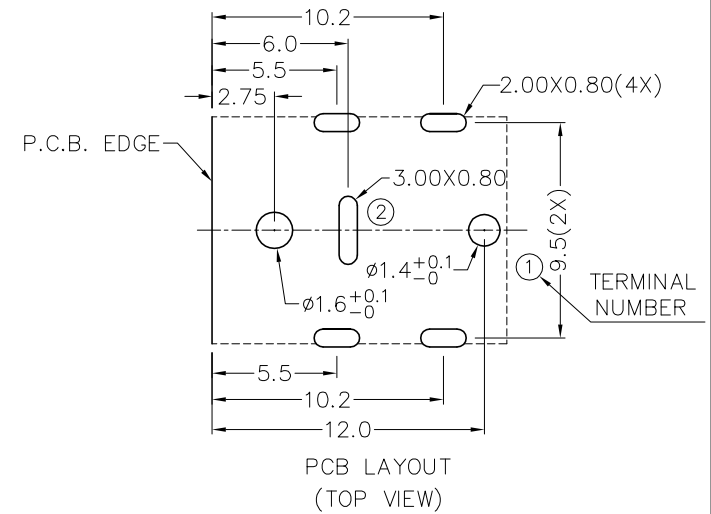 10.2
6.0
5.5
2.75
2.00X0.80(4X)
P.C.B. EDGE
3.00X0.80
2
ø1.4+0.1-0
1
9.5(2X)
TERMINAL
NUMBER
ø1.6+0.1-0
5.5
10.2
12.0
PCB LAYOUT
(TOP VIEW)